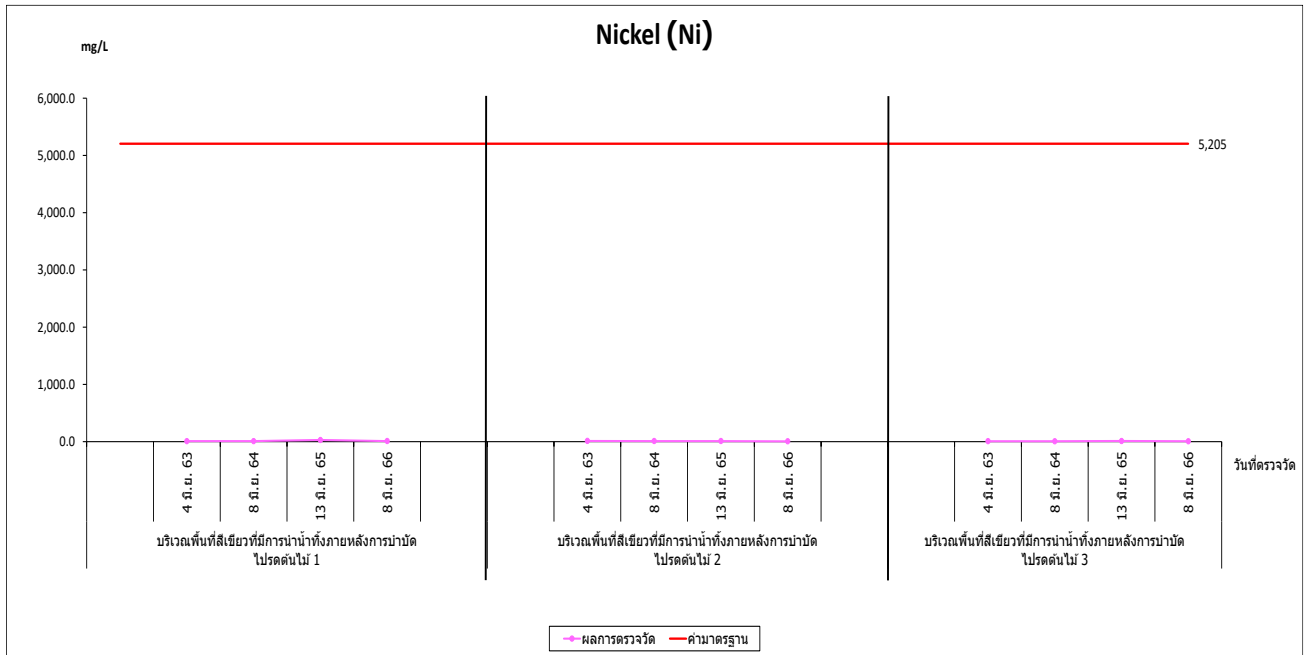 Nickel (Ni)
mg/L
6,000.0
5,000.0
4,000.0
3,000.0
2,000.0
1,000.0
0.0
5,205
4 มิ.ย. 63
8 มิ.ย. 64
13 มิ.ย. 65
8 มิ.ย. 66
4 มิ.ย. 63
8 มิ.ย. 64
13 มิ.ย. 65
8 มิ.ย. 66
4 มิ.ย. 63
8 มิ.ย. 64
13 มิ.ย. 65
8 มิ.ย. 66
วันที่ตรวจวัด
บริเวณพื้นที่สีเขียวที่มีการนำน้ำทิ้งภายหลังการบำบัด
ไปรดต้นไม้ 1
บริเวณพื้นที่สีเขียวที่มีการนำน้ำทิ้งภายหลังการบำบัด
ไปรดต้นไม้ 2
บริเวณพื้นที่สีเขียวที่มีการนำน้ำทิ้งภายหลังการบำบัด
ไปรดต้นไม้ 3
ผลการตรวจวัด
ค่ามาตรฐาน